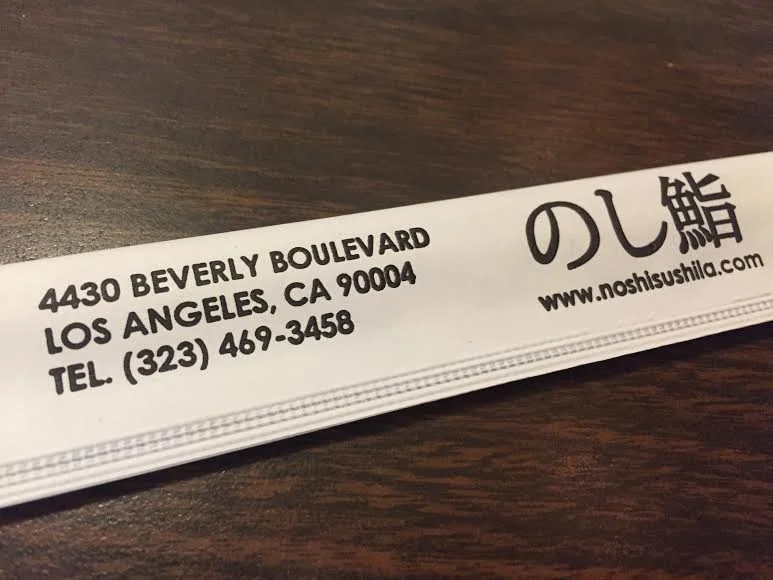 4430 BEVERLY BOULEVARD
LOS ANGELES, CA 90004
TEL. (323) 469-3458
のし鮨
www.noshisushila.com